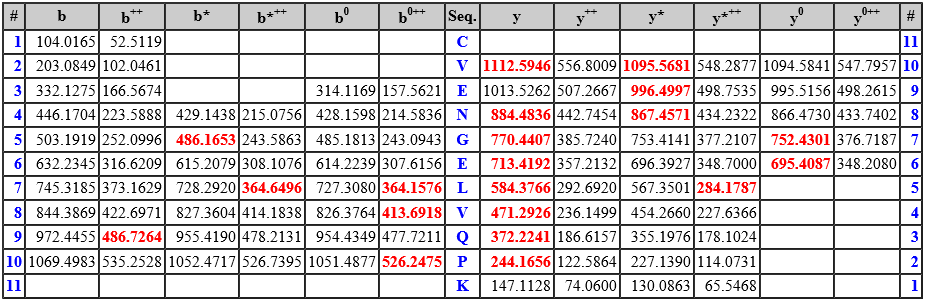 # b b++ b* b*++ b0 b0++ Seq. y y++ y* y*++ y0 y0++ #
1 104.0165 52.5119 C 11
2 203.0849 102.0461 V 1112.5946 556.8009 1095.5681 548.2877 1094.5841 547.7957 10
3 332.1275 166.5674 314.1169 157.5621 E 1013.5262 507.2667 996.4997 498.7535 995.5156 498.2615 9
4 446.1704 223.5888 429.1438 215.0756 428.1598 214.5836 N 884.4836 442.7454 867.4571 434.2322 866.4730 433.7402 8
5 503.1919 252.0996 486.1653 243.5863 485.1813 243.0943 G 770.4407 385.7240 753.4141 377.2107 752.4301 376.7187 7
6 632.2345 316.6209 615.2079 308.1076 614.2239 307.6156 E 713.4192 357.2132 696.3927 348.7000 695.4087 348.2080 6
7 745.3185 373.1629 728.2920 364.6496 727.3080 364.1576 L 584.3766 292.6920 567.3501 284.1787 5
8 844.3869 422.6971 827.3604 414.1838 826.3764 413.6918 V 471.2926 236.1499 454.2660 227.6366 4
9 972.4455 486.7264 955.4190 478.2131 954.4349 477.7211 Q 372.2241 186.6157 355.1976 178.1024 3
10 1069.4983 535.2528 1052.4717 526.7395 1051.4877 526.2475 P 244.1656 122.5864 227.1390 114.0731 2
11 K 147.1128 74.0600 130.0863 65.5468 1